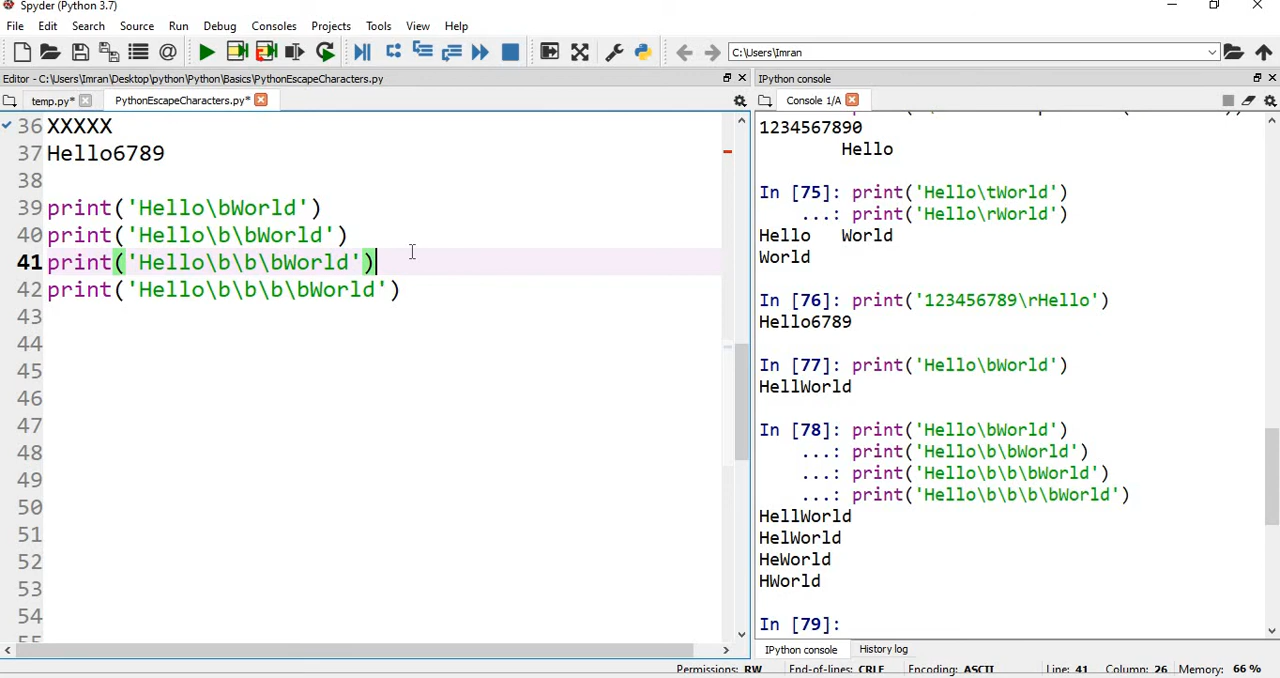 Spyder (Python 3.7)
File Edit Search Source Run Debug Consoles Projects Tools View Help
C:\Users\Imran
Editor - C:\Users\Imran\Desktop\python\Python\Basics\PythonEscapeCharacters.py
IPython console
temp.py* PythonEscapeCharacters.py*
Console 1/A
36 XXXXX
37 Hello6789
38
39 print('Hello\bWorld')
40 print('Hello\b\bWorld')
41 print('Hello\b\b\bWorld')
42 print('Hello\b\b\b\bWorld')
43
44
45
46
47
48
49
50
51
52
53
54
55
1234567890
Hello
In [75]: print('Hello\tWorld')
...: print('Hello\rWorld')
Hello World
World
In [76]: print('123456789\rHello')
Hello6789
In [77]: print('Hello\bWorld')
HellWorld
In [78]: print('Hello\bWorld')
...: print('Hello\b\bWorld')
...: print('Hello\b\b\bWorld')
...: print('Hello\b\b\b\bWorld')
HellWorld
HelWorld
HeWorld
HWorld
In [79]:
IPython console History log
Permissions: RW End-of-lines: CRLF Encoding: ASCII Line: 41 Column: 26 Memory: 66 %